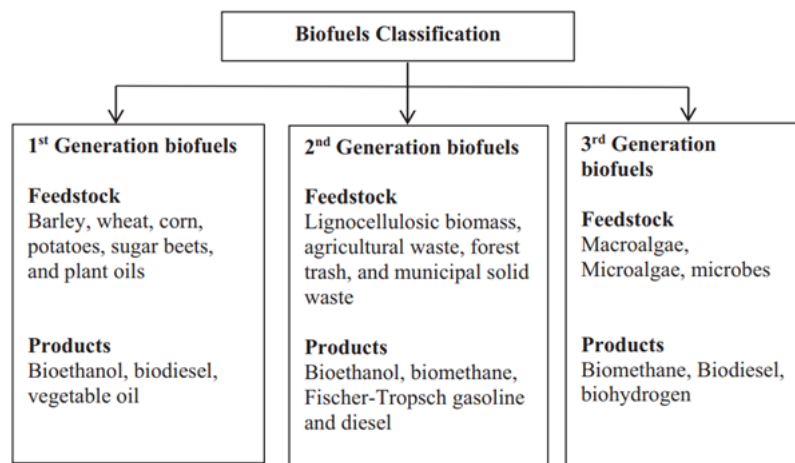 Biofuels Classification
1st Generation biofuels
Feedstock
Barley, wheat, corn,
potatoes, sugar beets,
and plant oils
Products
Bioethanol, biodiesel,
vegetable oil
2nd Generation biofuels
Feedstock
Lignocellulosic biomass,
agricultural waste, forest
trash, and municipal solid
waste
Products
Bioethanol, biomethane,
Fischer-Tropsch gasoline
and diesel
3rd Generation
biofuels
Feedstock
Macroalgae,
Microalgae, microbes
Products
Biomethane, Biodiesel,
biohydrogen